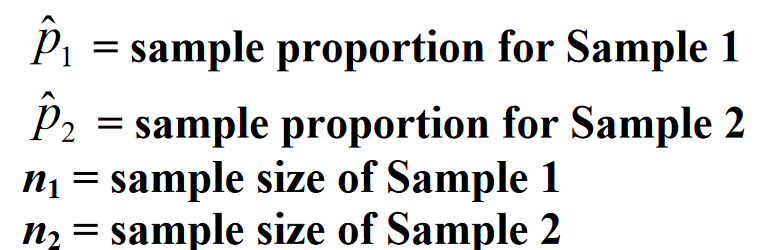 p̂₁ = sample proportion for Sample 1
p̂₂ = sample proportion for Sample 2
n₁ = sample size of Sample 1
n₂ = sample size of Sample 2